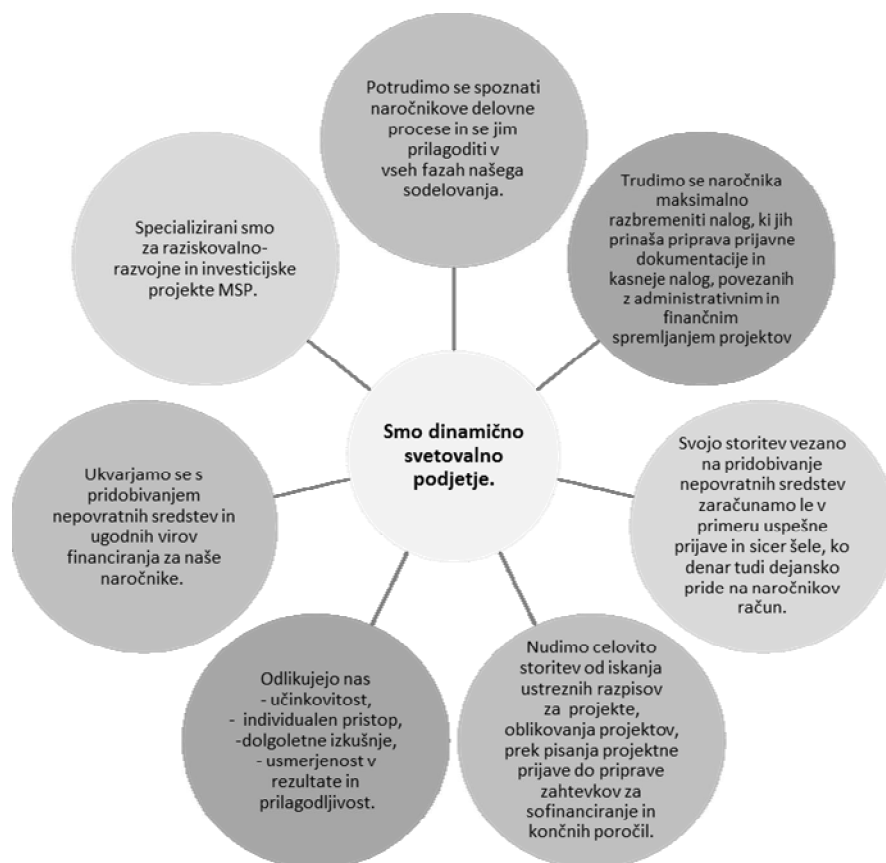 Potrudimo se spoznati
naročnikove delovne
procese in se jim
prilagoditi v
vseh fazah našega
sodelovanja.
Trudimo se naročnika
maksimalno
razbremeniti nalog, ki jih
prinaša priprava prijavne
dokumentacije in
kasneje nalog, povezanih
z administrativnim in
finančnim
spremljanjem projektov
Svojo storitev vezano
na pridobivanje
nepovratnih sredstev
zaračunamo le v
primeru uspešne
prijave in sicer šele, ko
denar tudi dejansko
pride na naročnikov
račun.
Nudimo celovito
storitev od iskanja
ustreznih razpisov
za projekte,
oblikovanja projektov,
prek pisanja projektne
prijave do priprave
zahtevkov za
sofinanciranje in
končnih poročil.
Odlikujejo nas
- učinkovitost,
- individualen pristop,
-dolgoletne izkušnje,
- usmerjenost v
rezultate in
prilagodljivost.
Ukvarjamo se s
pridobivanjem
nepovratnih sredstev in
ugodnih virov
financiranja za naše
naročnike.
Specializirani smo
za raziskovalno-
razvojne in investicijske
projekte MSP.
Smo dinamično
svetovalno
podjetje.